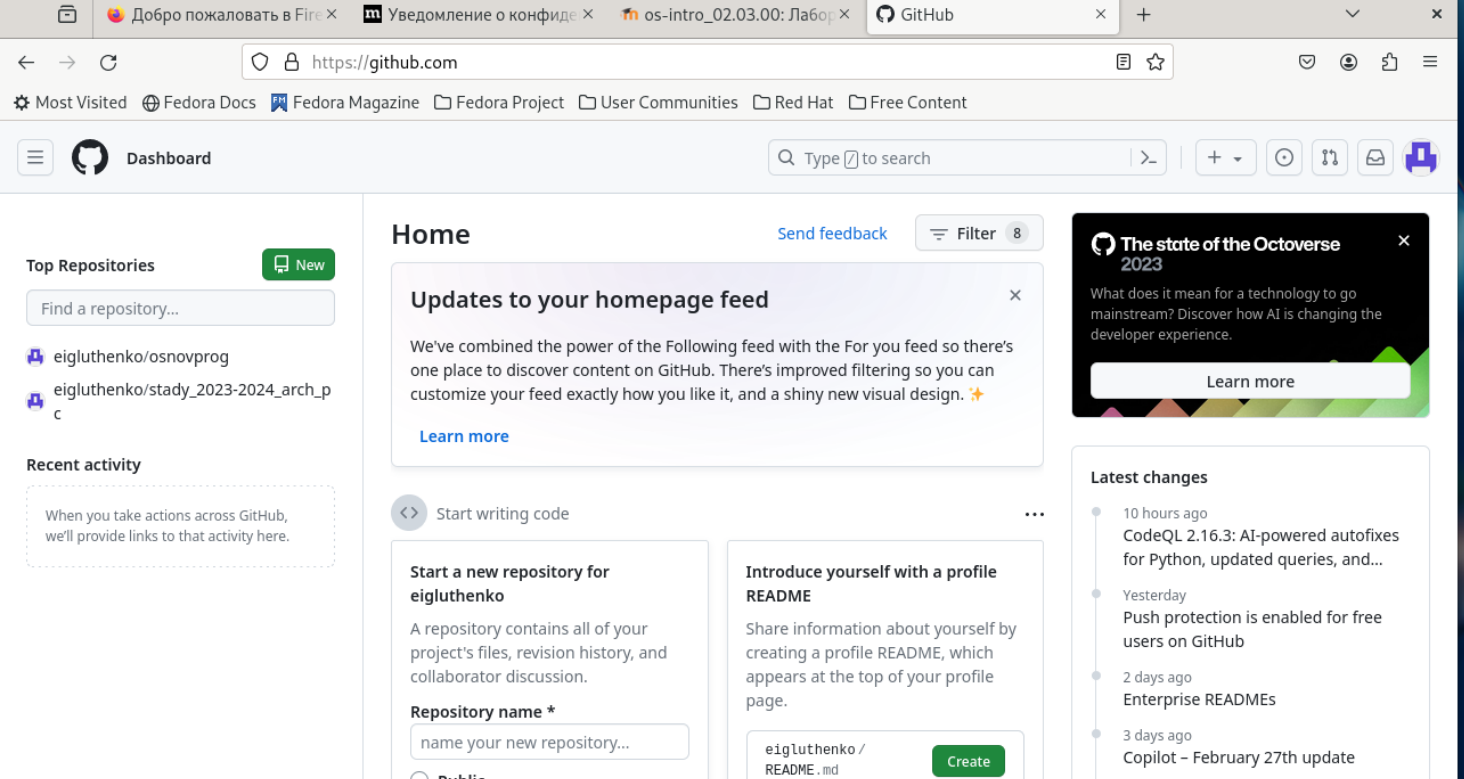 Добро пожаловать в Fire
Уведомление о конфиде
os-intro_02.03.00: Лабор
GitHub
https://github.com
Most Visited
Fedora Docs
Fedora Magazine
Fedora Project
User Communities
Red Hat
Free Content
Dashboard
Type / to search
Top Repositories
New
Find a repository...
eigluthenko/osnovprog
eigluthenko/stady_2023-2024_arch_p
c
Recent activity
When you take actions across GitHub,
we'll provide links to that activity here.
Home
Send feedback
Filter 8
Updates to your homepage feed
We've combined the power of the Following feed with the For you feed so there's
one place to discover content on GitHub. There's improved filtering so you can
customize your feed exactly how you like it, and a shiny new visual design. ✨
Learn more
Start writing code
Start a new repository for
eigluthenko
A repository contains all of your
project's files, revision history, and
collaborator discussion.
Repository name *
name your new repository...
Public
Introduce yourself with a profile
README
Share information about yourself by
creating a profile README, which
appears at the top of your profile
page.
eigluthenko/
README.md
Create
The state of the Octoverse
2023
What does it mean for a technology to go
mainstream? Discover how AI is changing the
developer experience.
Learn more
Latest changes
10 hours ago
CodeQL 2.16.3: AI-powered autofixes
for Python, updated queries, and...
Yesterday
Push protection is enabled for free
users on GitHub
2 days ago
Enterprise READMEs
3 days ago
Copilot – February 27th update